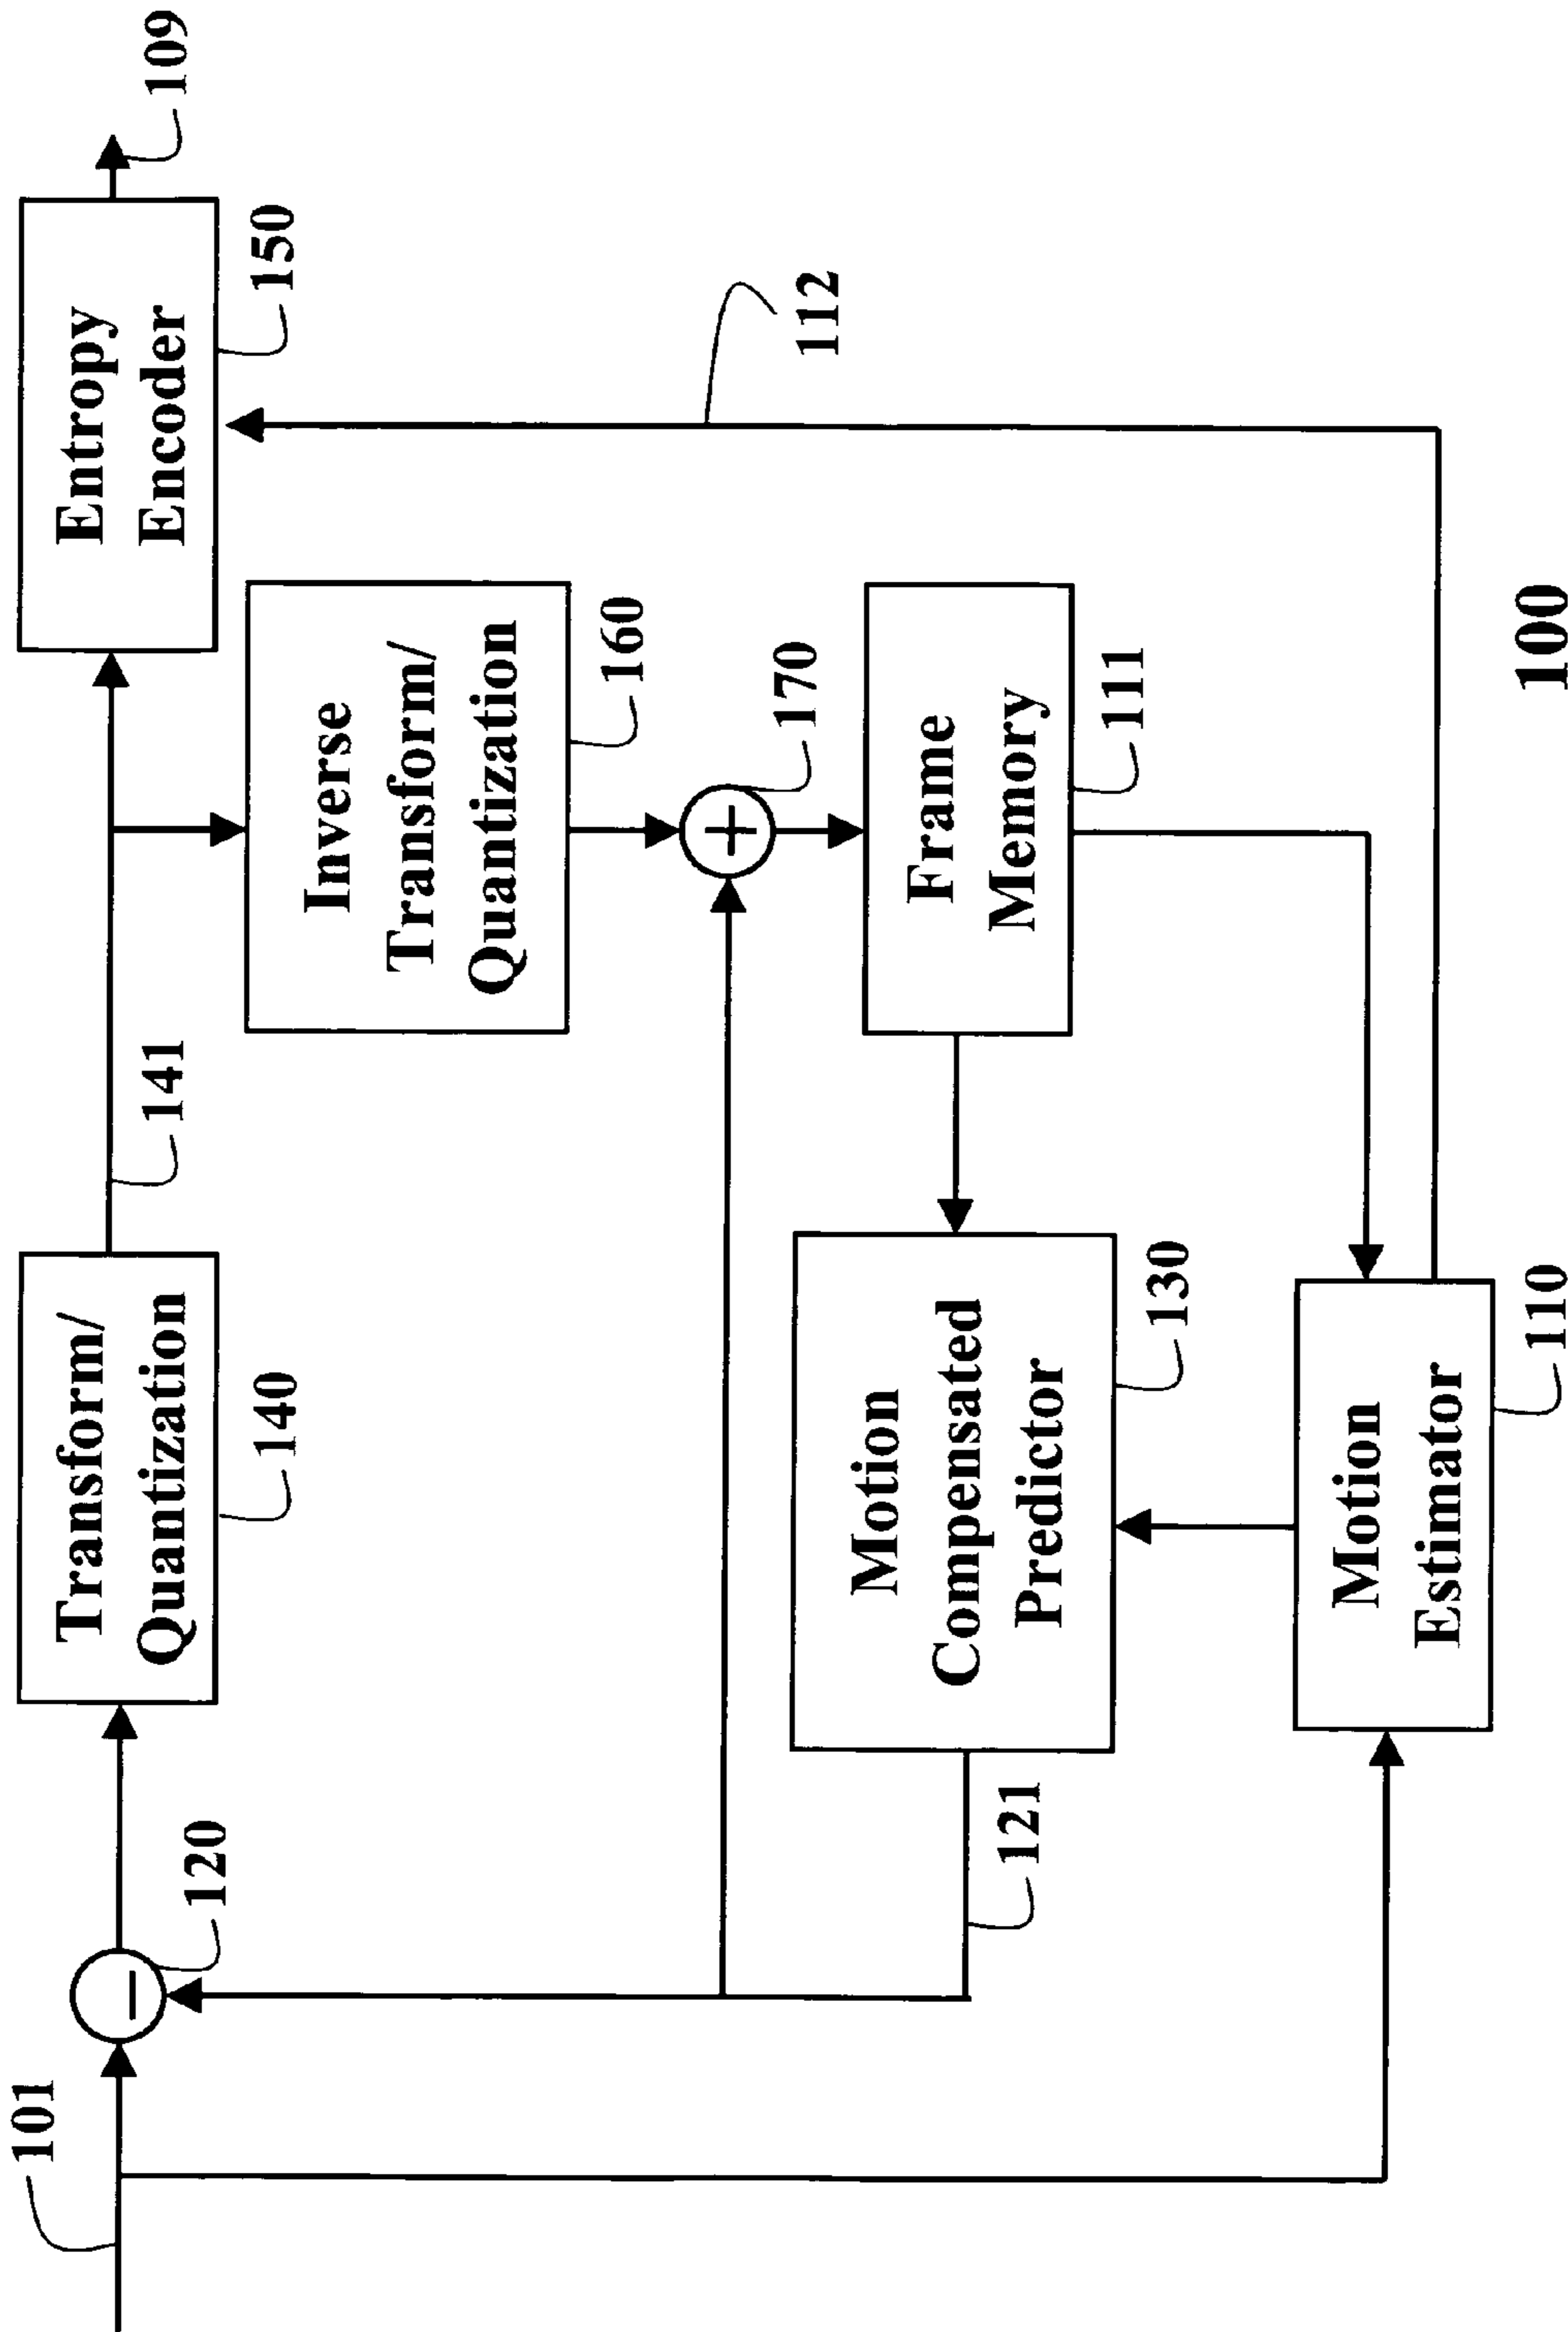 101
120
Transform/
Quantization
140
141
Entropy
Encoder
150
109
Inverse
Transform/
Quantization
160
170
112
Motion
Compensated
Predictor
130
121
Frame
Memory
111
Motion
Estimator
110
100